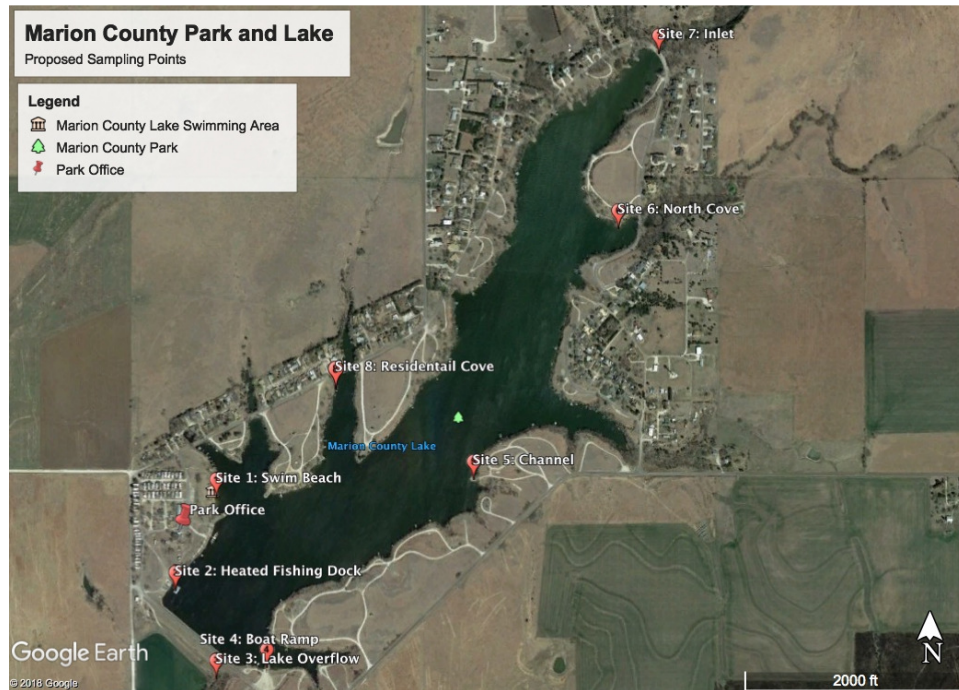 Marion County Park and Lake
Proposed Sampling Points
Legend
Marion County Lake Swimming Area
Marion County Park
Park Office
Site 7: Inlet
Site 6: North Cove
Site 8: Residentail Cove
Marion County Lake
Site 5: Channel
Site 1: Swim Beach
Park Office
Site 2: Heated Fishing Dock
Site 4: Boat Ramp
Site 3: Lake Overflow
Google Earth
© 2018 Google
N
2000 ft